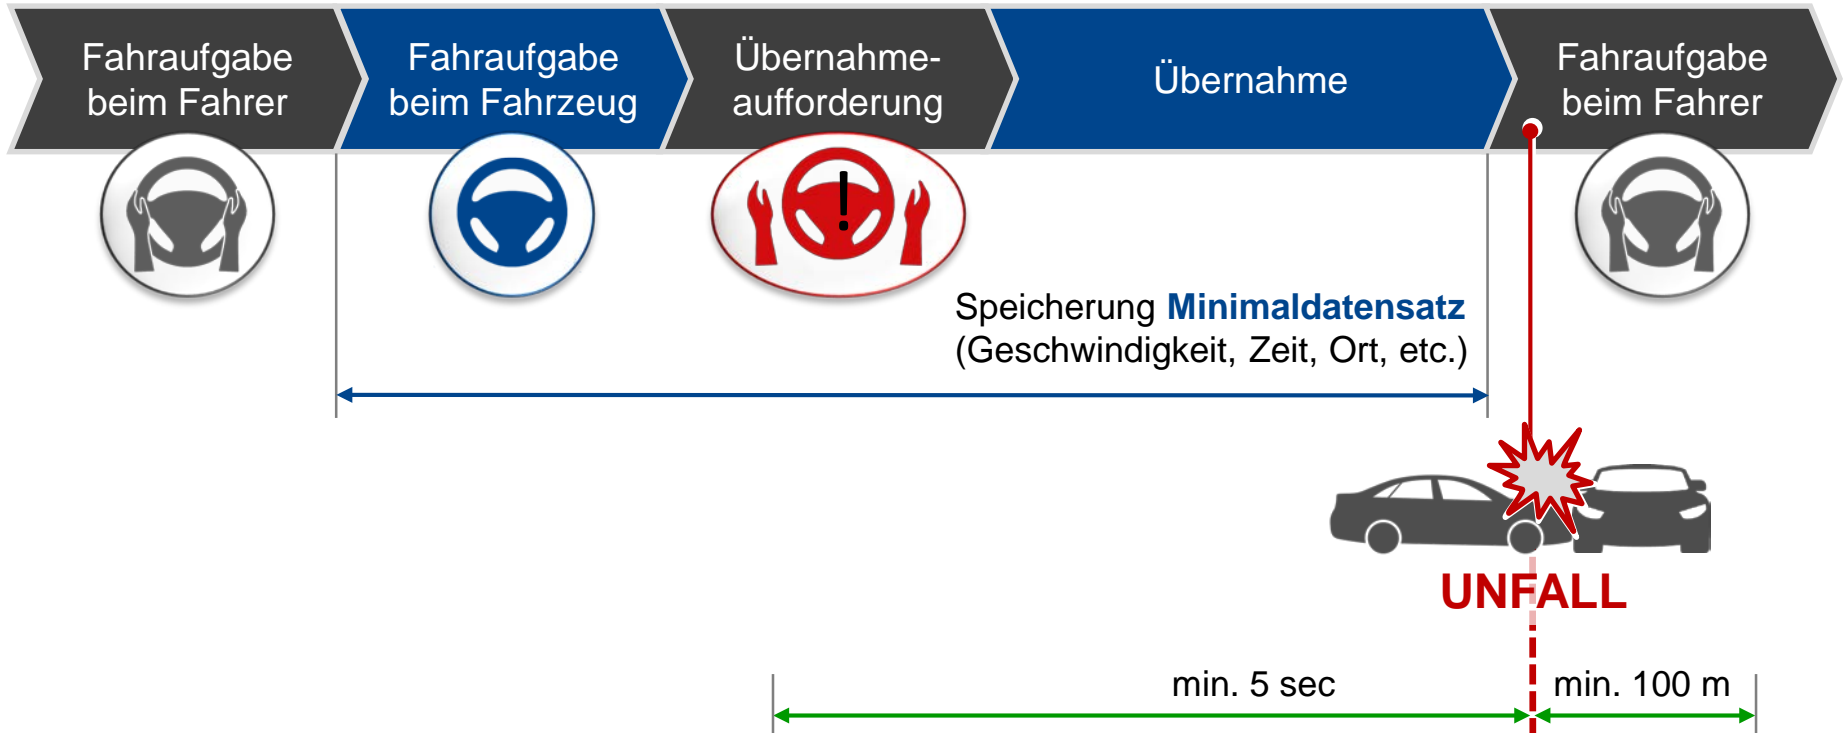 Fahraufgabe
beim Fahrer
Fahraufgabe
beim Fahrzeug
Übernahme-
aufforderung
Übernahme
Fahraufgabe
beim Fahrer
!
Speicherung Minimaldatensatz
(Geschwindigkeit, Zeit, Ort, etc.)
UNFALL
min. 5 sec
min. 100 m